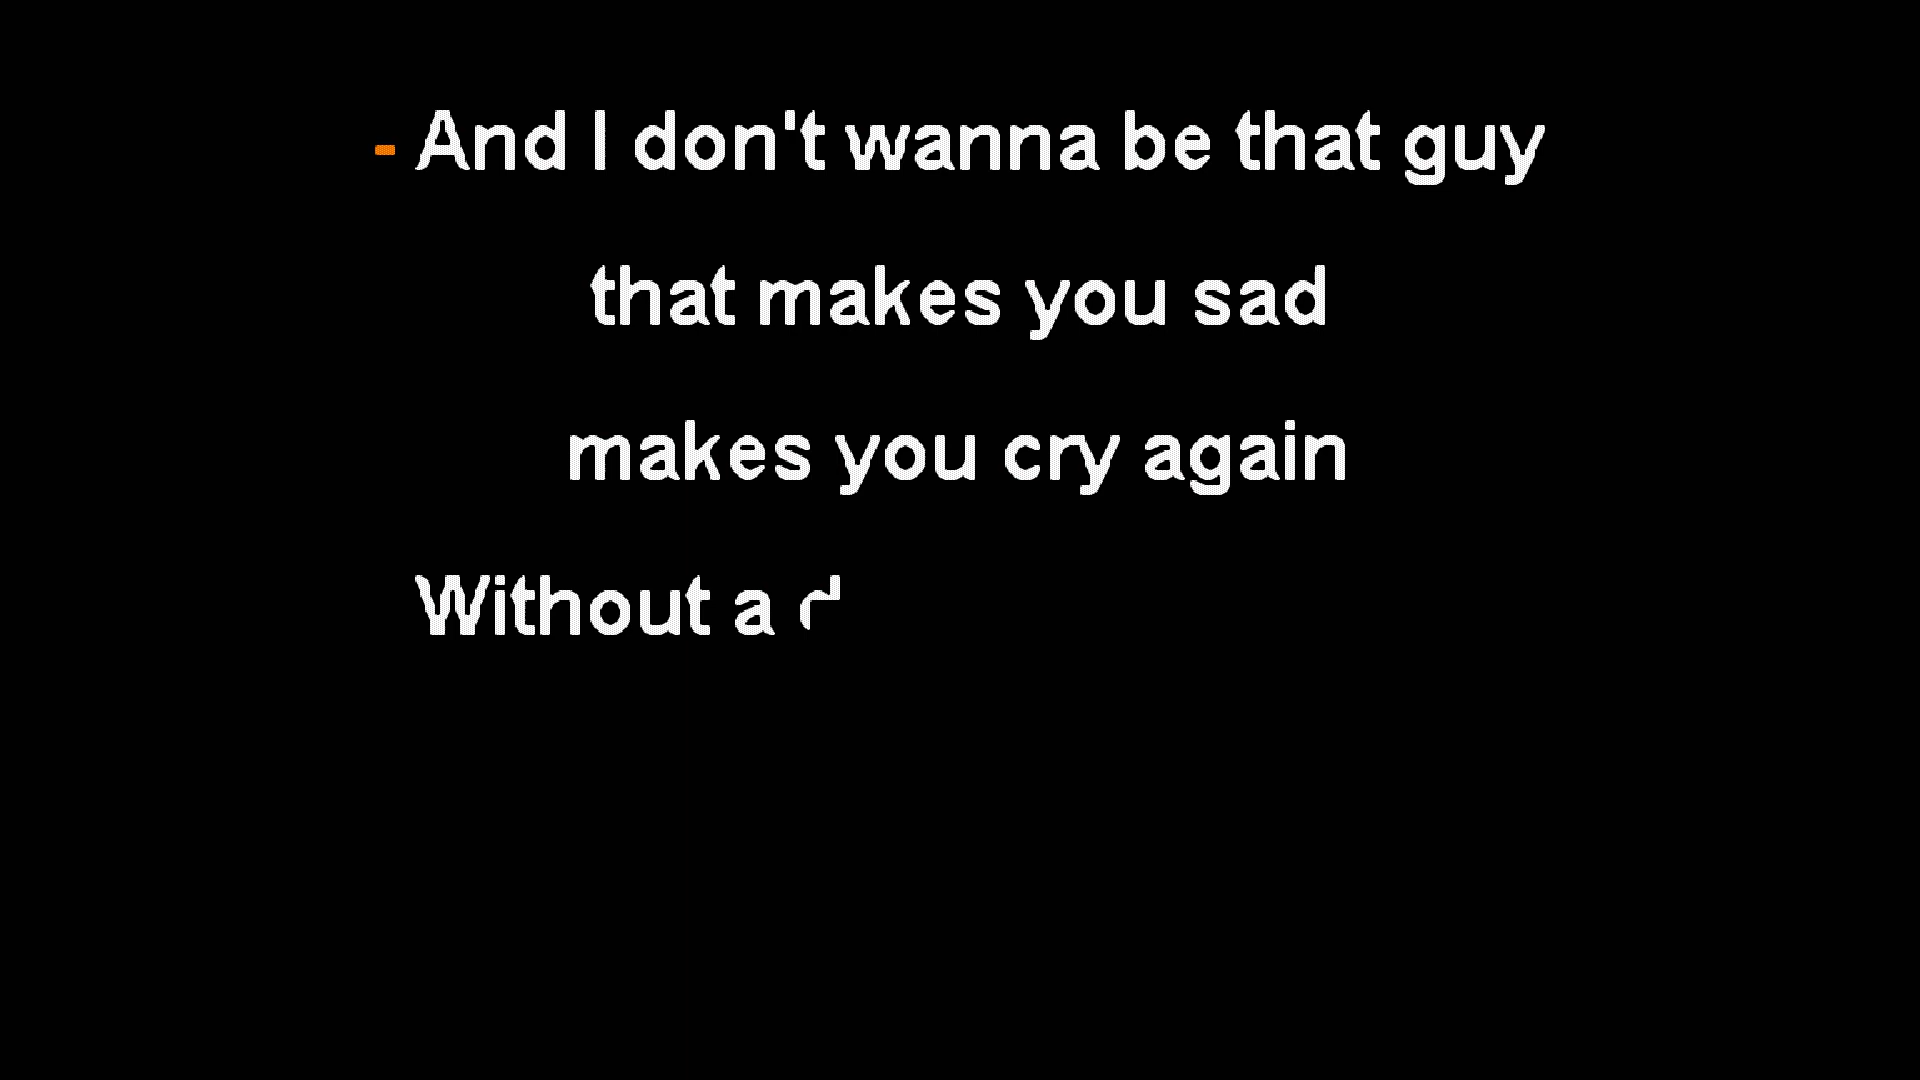 - And I don't wanna be that guy
that makes you sad
makes you cry again
Without a